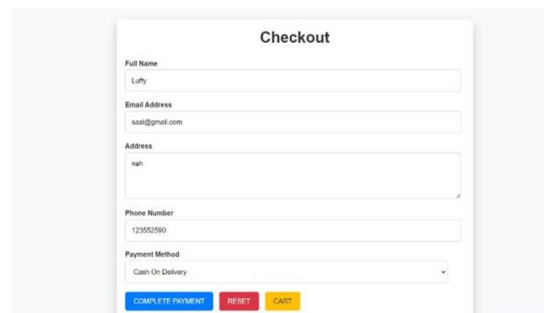 Checkout
Full Name
Luffy
Email Address
saal@gmail.com
Address
nah
Phone Number
123552590
Payment Method
Cash On Delivery
COMPLETE PAYMENT RESET CART